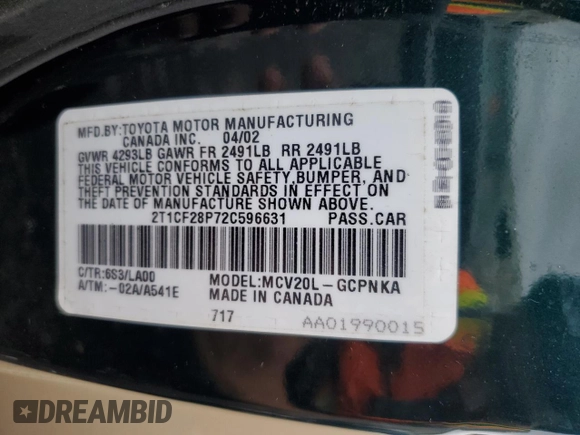 MFD.BY:TOYOTA MOTOR MANUFACTURING
CANADA INC. 04/02
GVWR 4293LB GAWR FR 2491LB RR 2491LB
THIS VEHICLE CONFORMS TO ALL APPLICABLE
FEDERAL MOTOR VEHICLE SAFETY,BUMPER, AND
THEFT PREVENTION STANDARDS IN EFFECT ON
THE DATE OF MANUFACTURE SHOWN ABOVE.
2T1CF28P72C596631 PASS.CAR
C/TR:6S3/LA00 MODEL:MCV20L-GCPNKA
A/TM:-02A/A541E MADE IN CANADA
717 AA01990015
DREAMBID